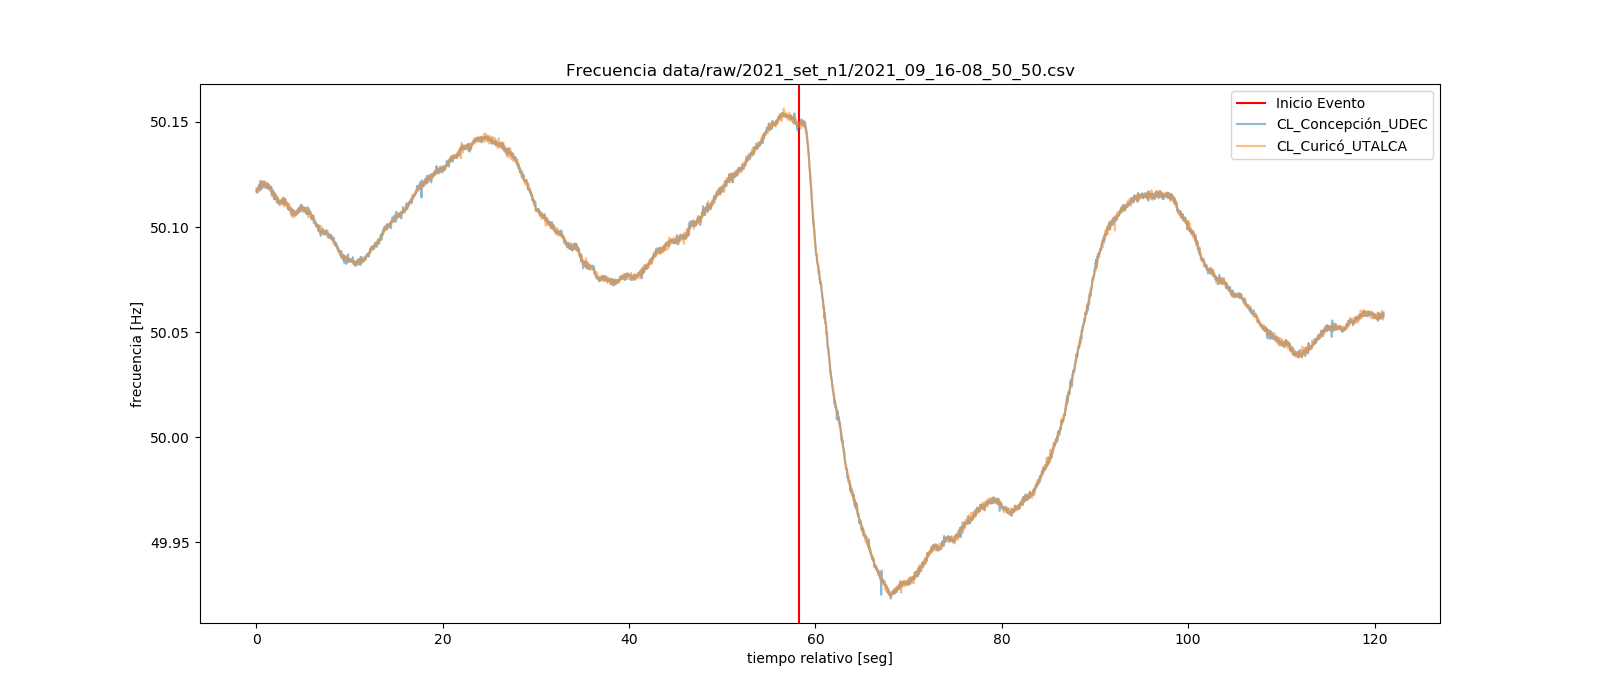 Frecuencia data/raw/2021_set_n1/2021_09_16-08_50_50.csv
Inicio Evento
CL_Concepción_UDEC
CL_Curicó_UTALCA
50.15
50.10
50.05
50.00
49.95
frecuencia [Hz]
0 20 40 60 80 100 120
tiempo relativo [seg]